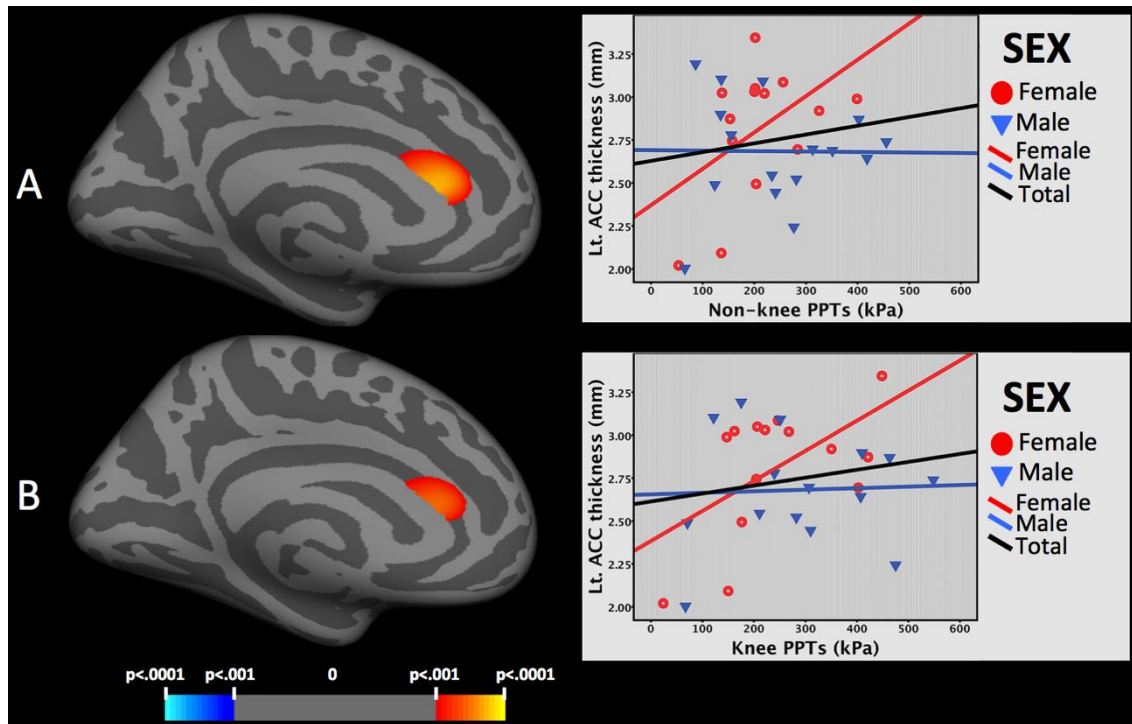 A
Lt. ACC thickness (mm)
3.25
3.00
2.75
2.50
2.25
2.00
0 100 200 300 400 500 600
Non-knee PPTs (kPa)
SEX
Female
Male
Female
Male
Total
B
Lt. ACC thickness (mm)
3.25
3.00
2.75
2.50
2.25
2.00
0 100 200 300 400 500 600
Knee PPTs (kPa)
SEX
Female
Male
Female
Male
Total
p<.0001 p<.001 0 p<.001 p<.0001